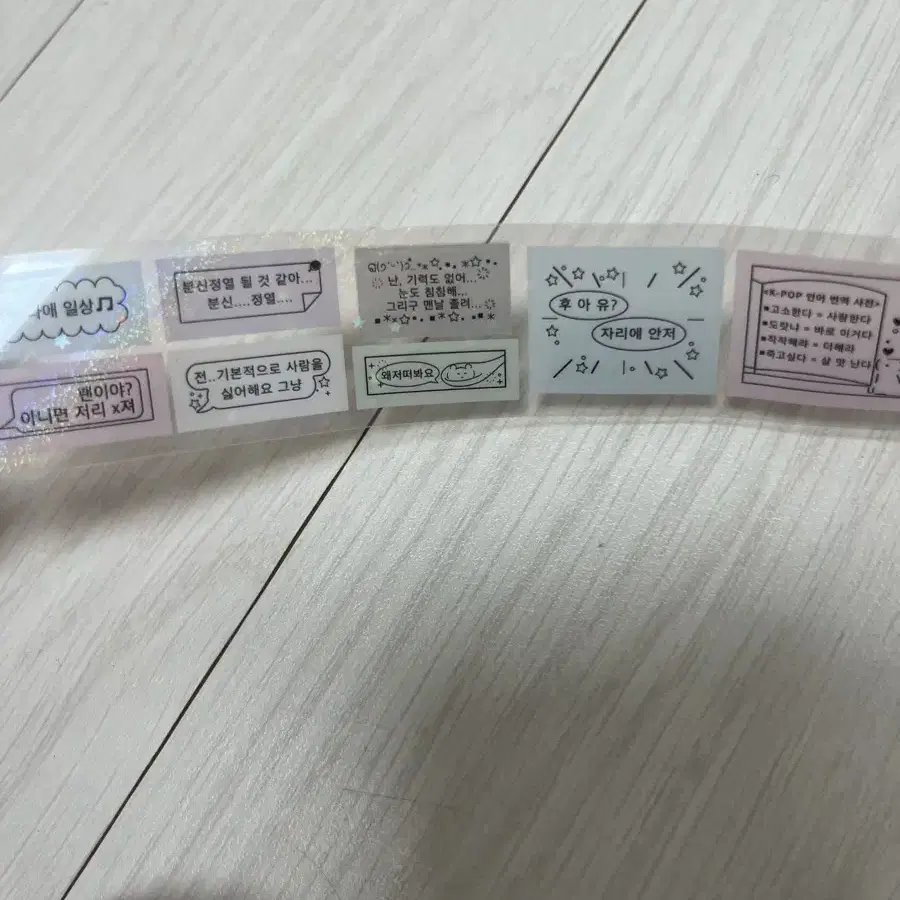 일상♫
분신정열 될 것 같아...
분신....정열....
난, 기력도 없어...
눈도 침침해...
그리구 맨날 졸려...
후 아 유?
자리에 안저
<K-POP 언어 번역 사전>
•고소한다 = 사랑한다
•도랏나 = 바로 이거다
•작작해라 = 더해라
•죽고싶다 = 살 맛 난다
팬이야?
아니면 저리 x져
전..기본적으로 사람을
싫어해요 그냥
왜저떠봐요